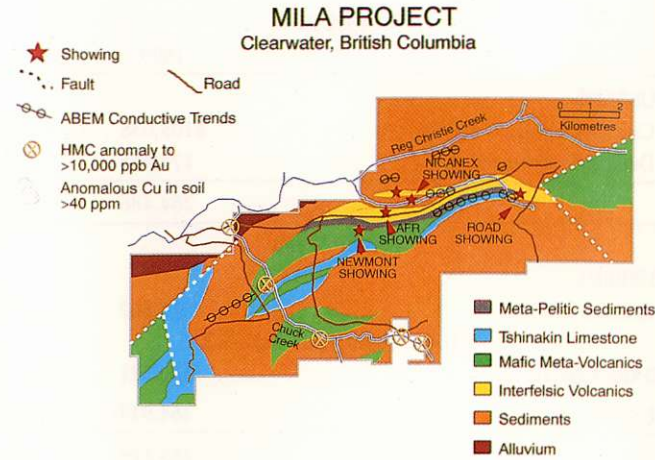 MILA PROJECT
Clearwater, British Columbia
Showing
Fault
Road
ABEM Conductive Trends
HMC anomaly to
>10,000 ppb Au
Anomalous Cu in soil
>40 ppm
0 1 2
Kilometres
Reg Christie Creek
NICANEX
SHOWING
AFR
SHOWING
ROAD
SHOWING
NEWMONT
SHOWING
Chuck
Creek
Meta-Pelitic Sediments
Tshinakin Limestone
Mafic Meta-Volcanics
Interfelsic Volcanics
Sediments
Alluvium